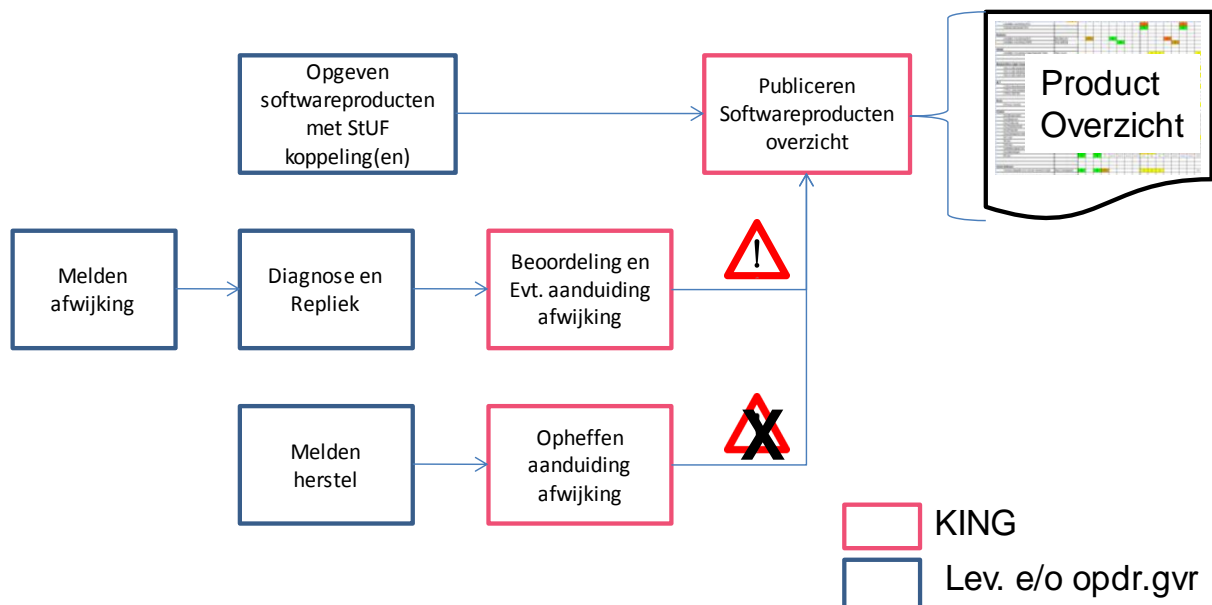 Opgeven
softwareproducten
met StUF
koppeling(en)
Publiceren
Softwareproducten
overzicht
Product
Overzicht
Melden
afwijking
Diagnose en
Repliek
Beoordeling en
Evt. aanduiding
afwijking
!
Melden
herstel
Opheffen
aanduiding
afwijking
X
KING
Lev. e/o opdr.gvr